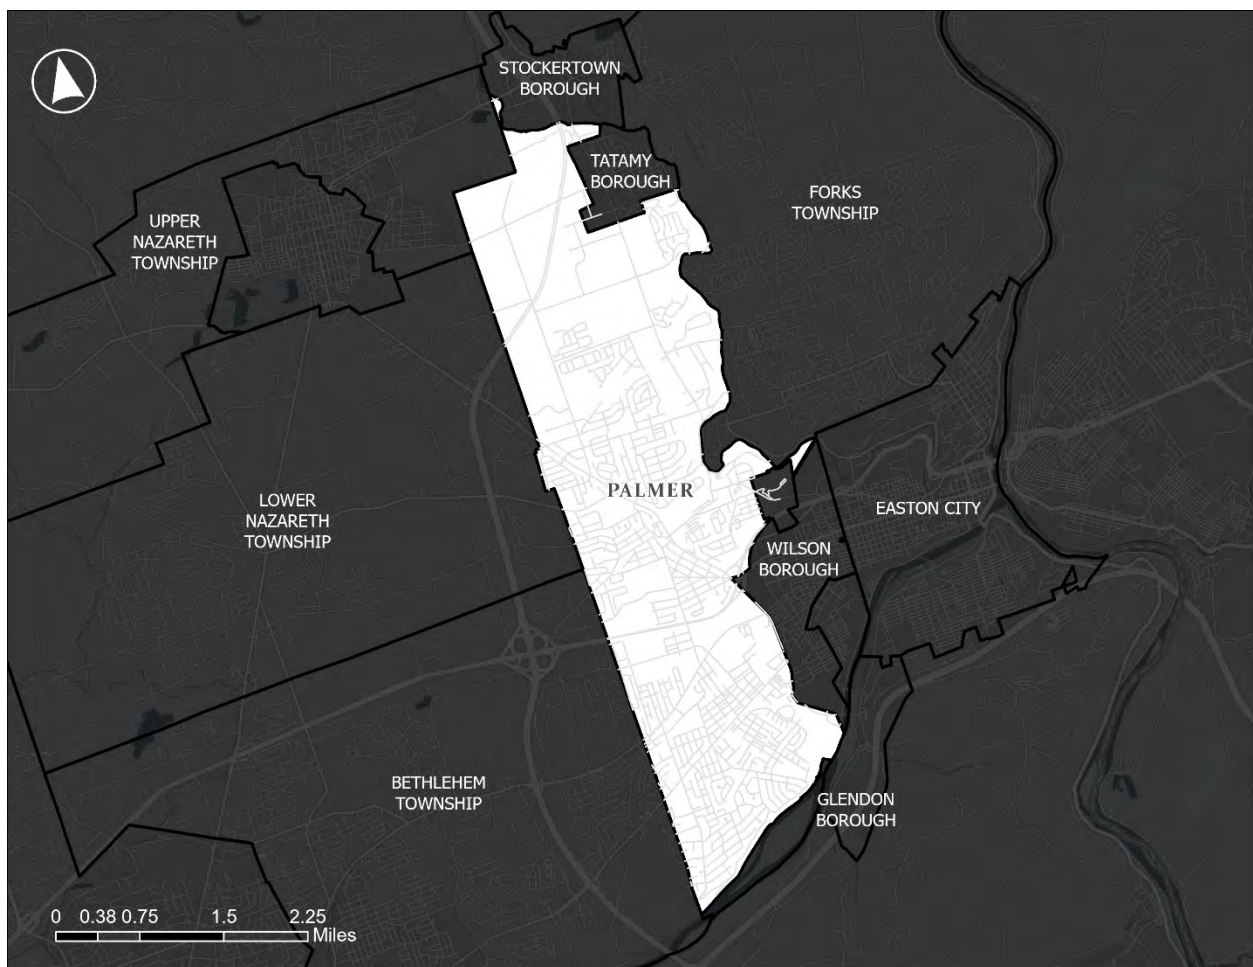 STOCKERTOWN
BOROUGH
TATAMY
BOROUGH
FORKS
TOWNSHIP
UPPER
NAZARETH
TOWNSHIP
PALMER
LOWER
NAZARETH
TOWNSHIP
EASTON CITY
WILSON
BOROUGH
BETHLEHEM
TOWNSHIP
GLENDON
BOROUGH
0 0.38 0.75 1.5 2.25
Miles